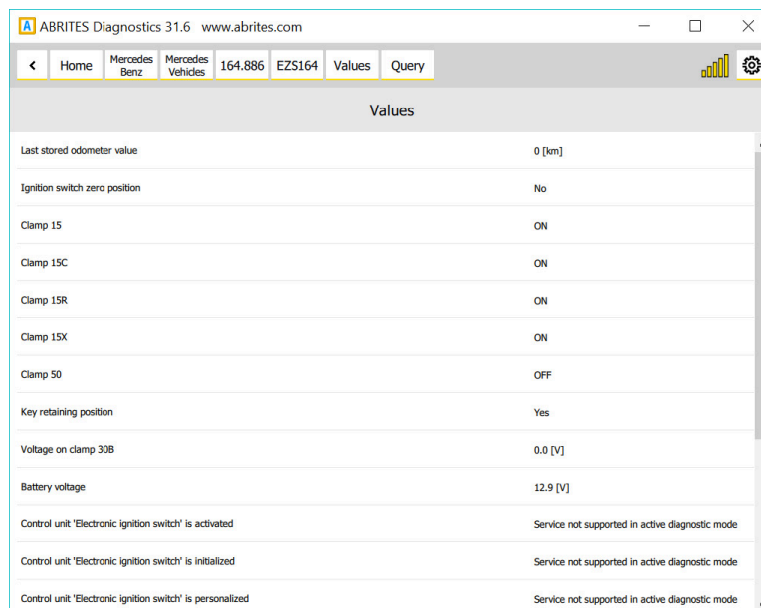 A ABRITES Diagnostics 31.6 www.abrites.com
Home Mercedes Benz Mercedes Vehicles 164.886 EZS164 Values Query
Values
Last stored odometer value 0 [km]
Ignition switch zero position No
Clamp 15 ON
Clamp 15C ON
Clamp 15R ON
Clamp 15X ON
Clamp 50 OFF
Key retaining position Yes
Voltage on clamp 30B 0.0 [V]
Battery voltage 12.9 [V]
Control unit 'Electronic ignition switch' is activated Service not supported in active diagnostic mode
Control unit 'Electronic ignition switch' is initialized Service not supported in active diagnostic mode
Control unit 'Electronic ignition switch' is personalized Service not supported in active diagnostic mode